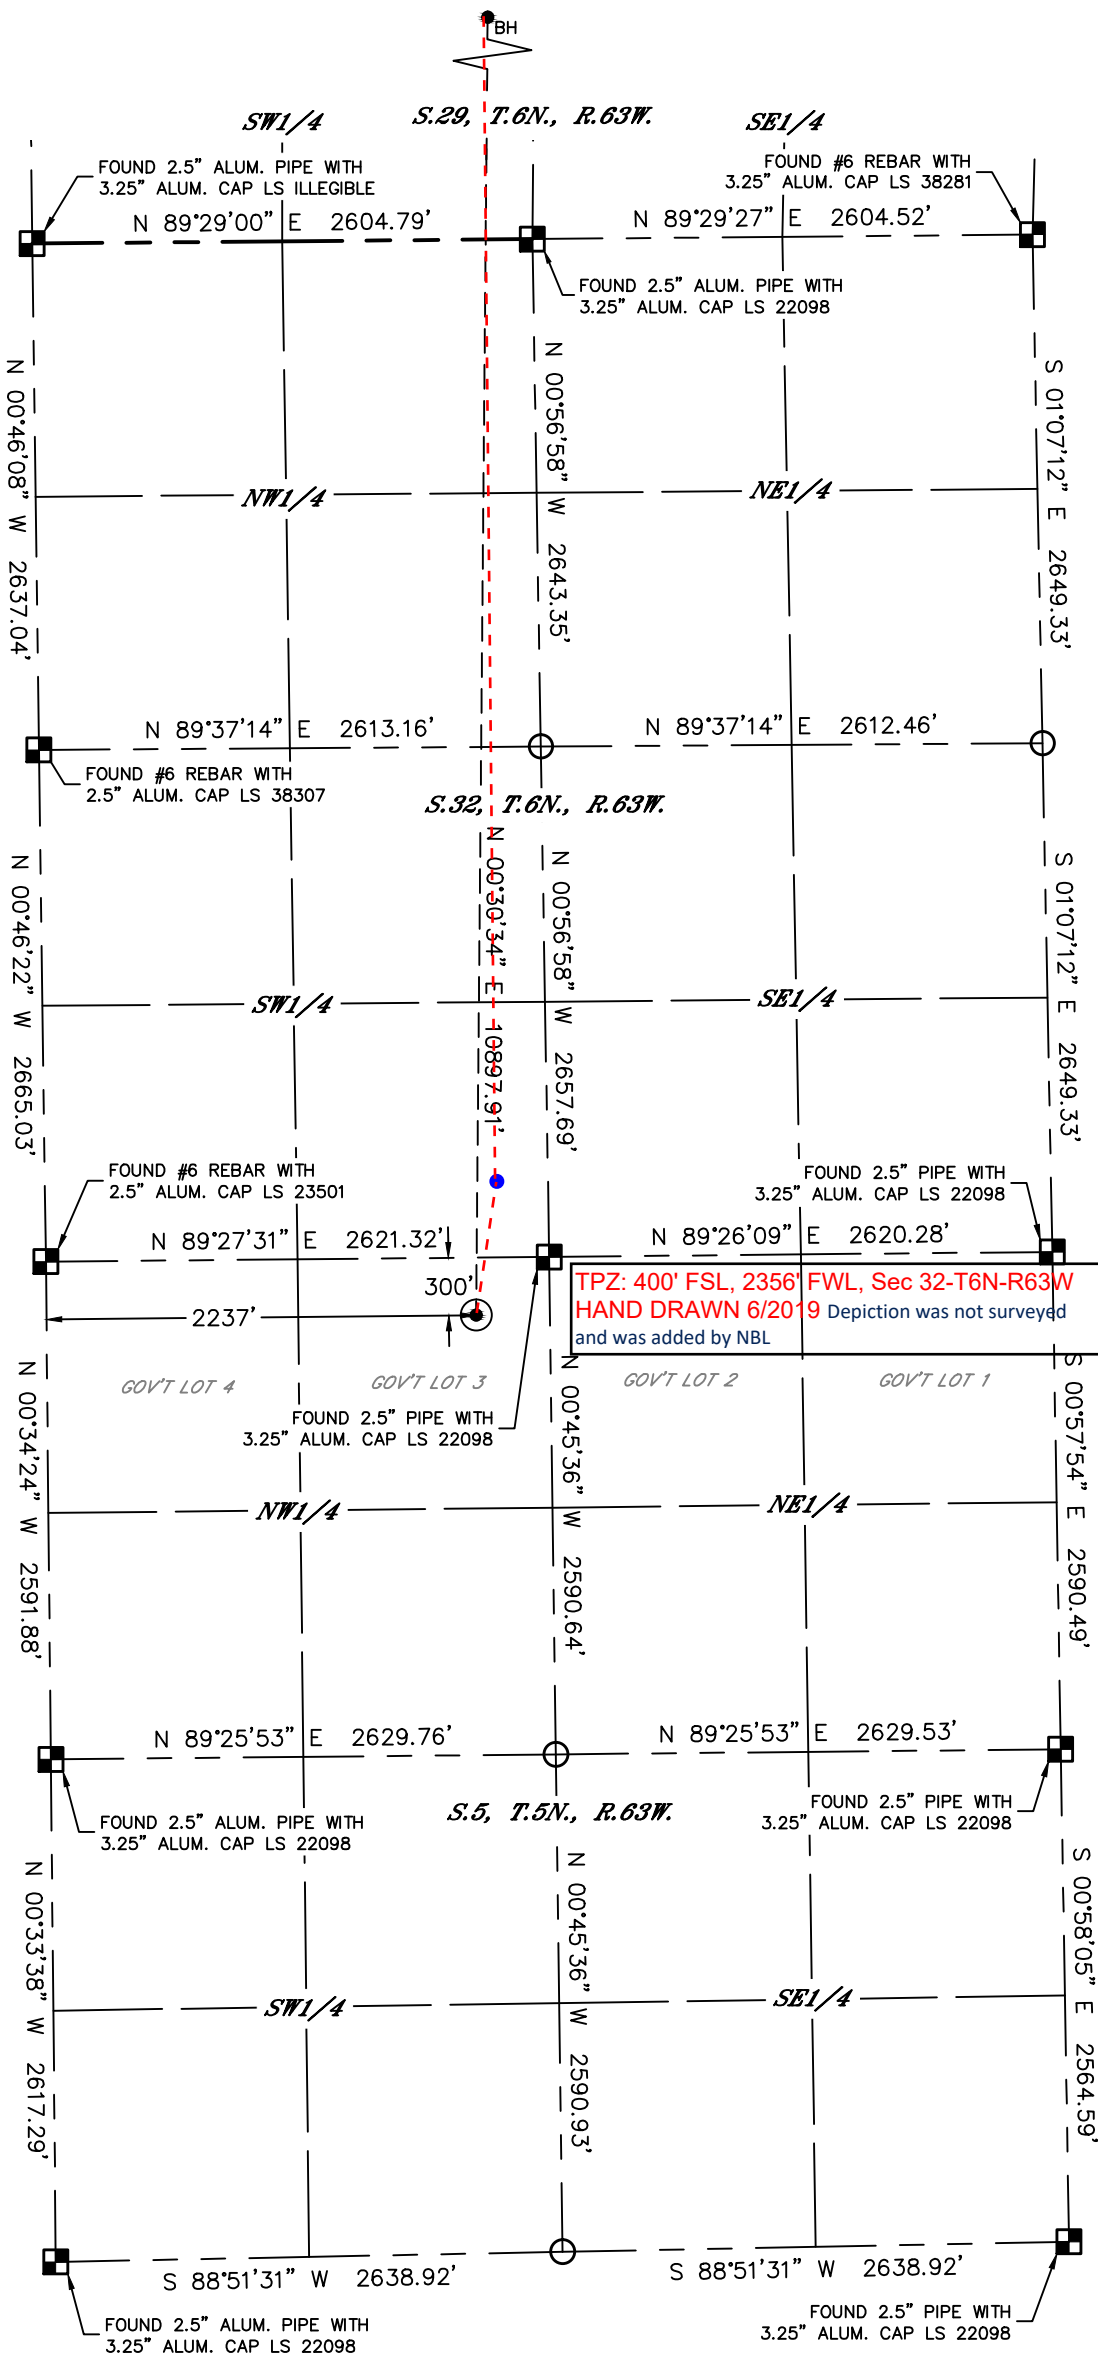 BH
SW1/4
S.29, T.6N., R.63W.
SE1/4
FOUND 2.5" ALUM. PIPE WITH
3.25" ALUM. CAP LS ILLEGIBLE
FOUND #6 REBAR WITH
3.25" ALUM. CAP LS 38281
N 89°29'00" E 2604.79'
N 89°29'27" E 2604.52'
FOUND 2.5" ALUM. PIPE WITH
3.25" ALUM. CAP LS 22098
N 00°46'08" W 2637.04'
N 00°56'58" W 2643.35'
S 01°07'12" E 2649.33'
NW1/4
NE1/4
N 89°37'14" E 2613.16'
N 89°37'14" E 2612.46'
FOUND #6 REBAR WITH
2.5" ALUM. CAP LS 38307
S.32, T.6N., R.63W.
N 00°46'22" W 2665.03'
N 00°30'34" E 10897.91'
N 00°56'58" W 2657.69'
S 01°07'12" E 2649.33'
SW1/4
SE1/4
FOUND #6 REBAR WITH
2.5" ALUM. CAP LS 23501
FOUND 2.5" PIPE WITH
3.25" ALUM. CAP LS 22098
N 89°27'31" E 2621.32'
N 89°26'09" E 2620.28'
300'
2237'
TPZ: 400' FSL, 2356' FWL, Sec 32-T6N-R63W
HAND DRAWN 6/2019 Depiction was not surveyed
and was added by NBL
GOV'T LOT 4
GOV'T LOT 3
GOV'T LOT 2
GOV'T LOT 1
FOUND 2.5" PIPE WITH
3.25" ALUM. CAP LS 22098
N 00°34'24" W 2591.88'
N 00°45'36" W 2590.64'
S 00°57'54" E 2590.49'
NW1/4
NE1/4
N 89°25'53" E 2629.76'
N 89°25'53" E 2629.53'
S.5, T.5N., R.63W.
FOUND 2.5" ALUM. PIPE WITH
3.25" ALUM. CAP LS 22098
FOUND 2.5" PIPE WITH
3.25" ALUM. CAP LS 22098
N 00°33'38" W 2617.29'
N 00°45'36" W 2590.93'
S 00°58'05" E 2564.59'
SW1/4
SE1/4
S 88°51'31" W 2638.92'
S 88°51'31" W 2638.92'
FOUND 2.5" ALUM. PIPE WITH
3.25" ALUM. CAP LS 22098
FOUND 2.5" PIPE WITH
3.25" ALUM. CAP LS 22098